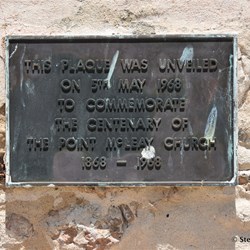 THIS PLAQUE WAS UNVEILED
ON 5TH MAY 1968
TO COMMEMORATE
THE CENTENARY OF
THE POINT McLEAY CHURCH
1868 - 1968
© Ste